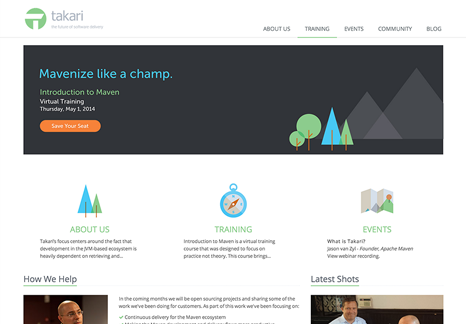 takari
the future of software delivery
ABOUT US TRAINING EVENTS COMMUNITY BLOG
Mavenize like a champ.
Introduction to Maven
Virtual Training
Thursday, May 1, 2014
Save Your Seat
ABOUT US
Takari's focus centers around the fact that
development in the JVM-based ecosystem is
heavily dependent on retrieving and...
TRAINING
Introduction to Maven is a virtual training
course that was designed to focus on
practice not theory. This course brings...
EVENTS
What is Takari?
Jason van Zyl - Founder, Apache Maven
View webinar recording.
How We Help
In the coming months we will be open sourcing projects and sharing some of
the work we've been doing for customers. As part of this work we've been focused on:
Continuous delivery for the Maven ecosystem
Latest Shots